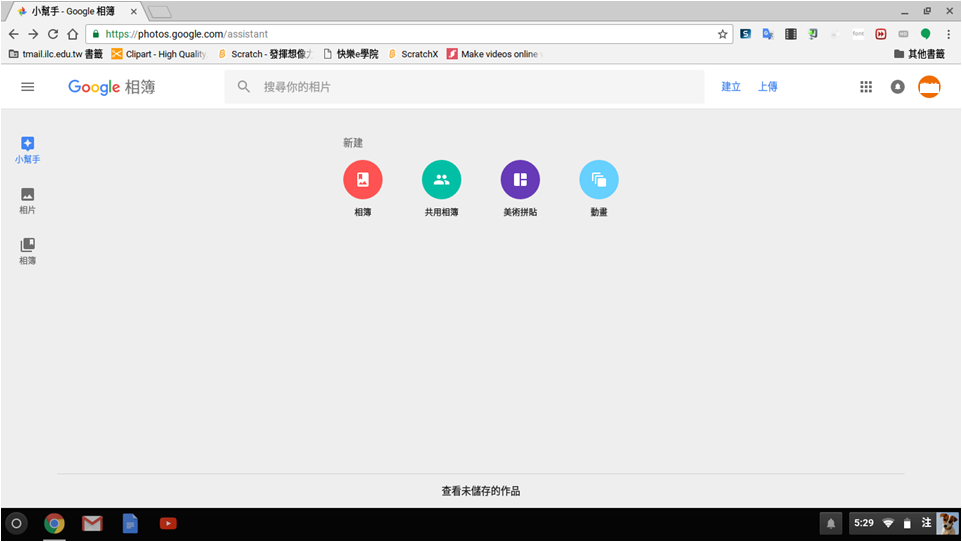 小幫手 - Google 相簿
https://photos.google.com/assistant
tmail.ilc.edu.tw 書籤 Clipart - High Quality Scratch - 發揮想像力 快樂e學院 ScratchX Make videos online 其他書籤
Google 相簿 搜尋你的相片 建立 上傳
小幫手
相片
相簿
新建
相簿 共用相簿 美術拼貼 動畫
查看未儲存的作品
5:29 注